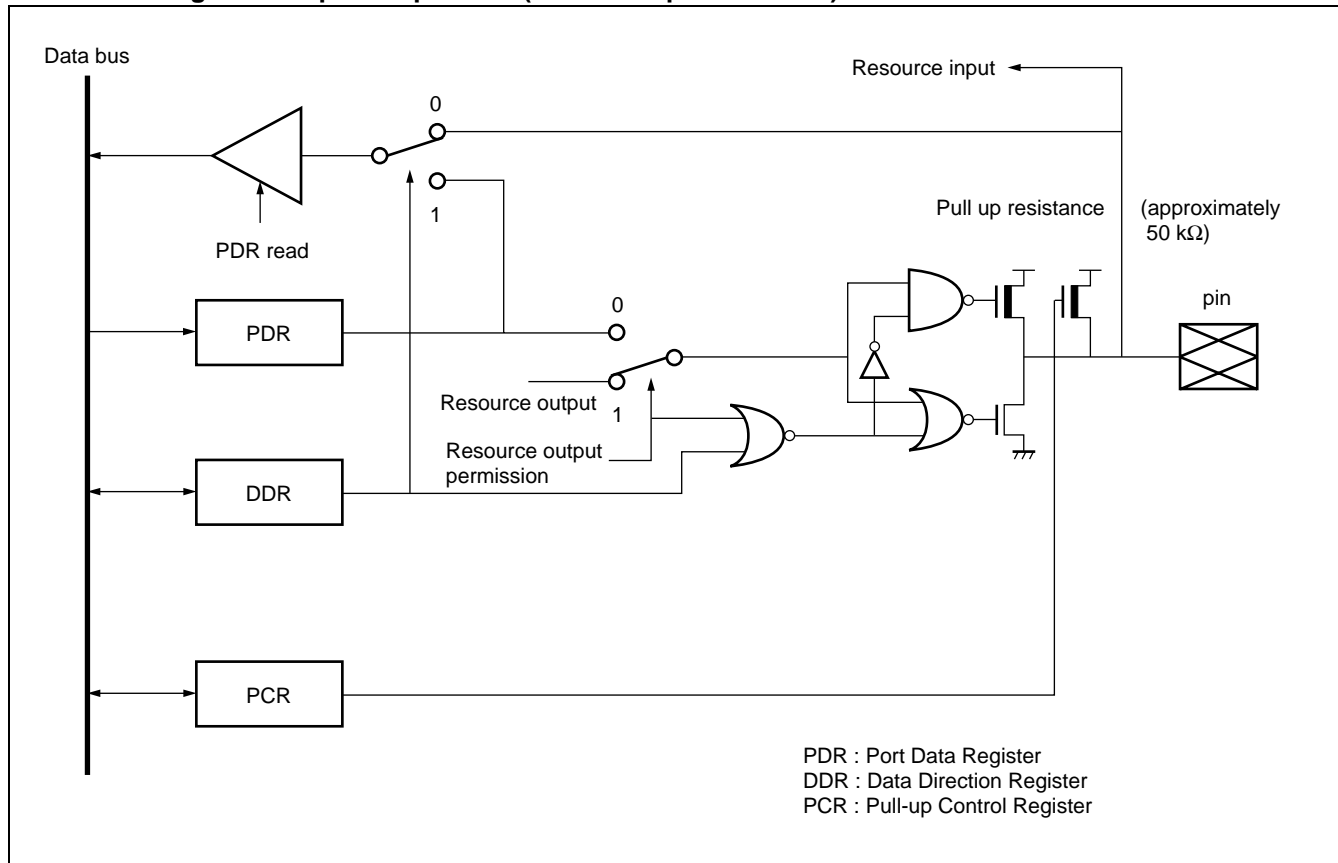 Data bus
Resource input
0
1
PDR read
Pull up resistance
(approximately
50 kΩ)
pin
PDR
0
Resource output
1
Resource output
permission
DDR
PCR
PDR : Port Data Register
DDR : Data Direction Register
PCR : Pull-up Control Register